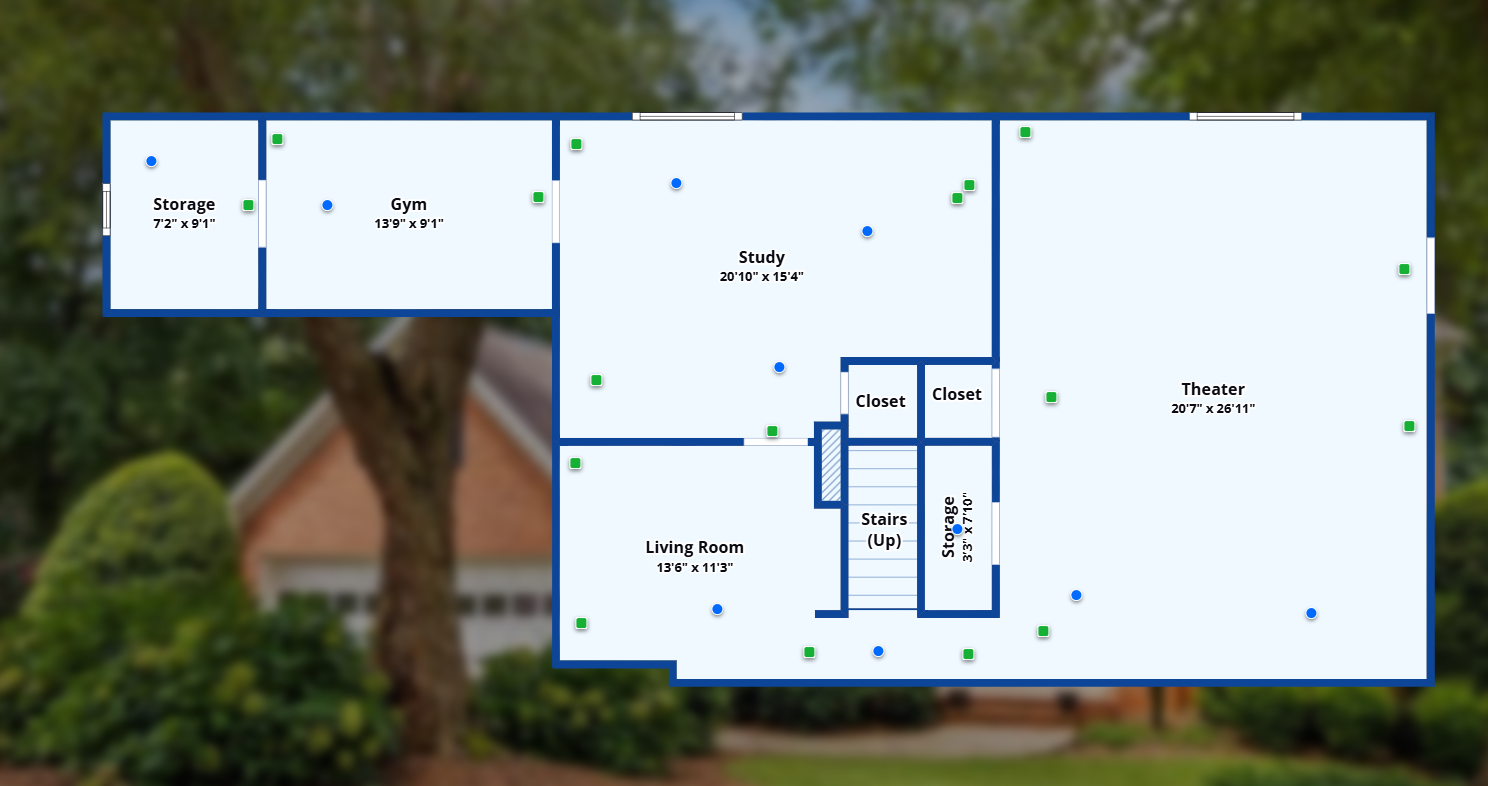 Storage
7'2" x 9'1"
Gym
13'9" x 9'1"
Study
20'10" x 15'4"
Closet
Closet
Theater
20'7" x 26'11"
Living Room
13'6" x 11'3"
Stairs
(Up)
Storage
3'3" x 7'10"